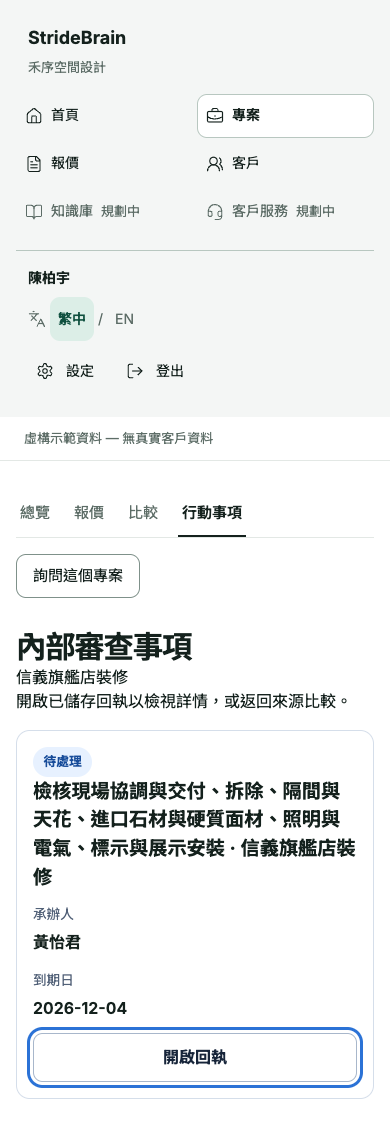 StrideBrain
禾序空間設計
首頁
專案
報價
客戶
知識庫 規劃中
客戶服務 規劃中
陳柏宇
繁中 / EN
設定
登出
虛構示範資料 — 無真實客戶資料
總覽 報價 比較 行動事項
詢問這個專案
內部審查事項
信義旗艦店裝修
開啟已儲存回執以檢視詳情，或返回來源比較。
待處理
檢核現場協調與交付、拆除、隔間與
天花、進口石材與硬質面材、照明與
電氣、標示與展示安裝 · 信義旗艦店裝
修
承辦人
黃怡君
到期日
2026-12-04
開啟回執